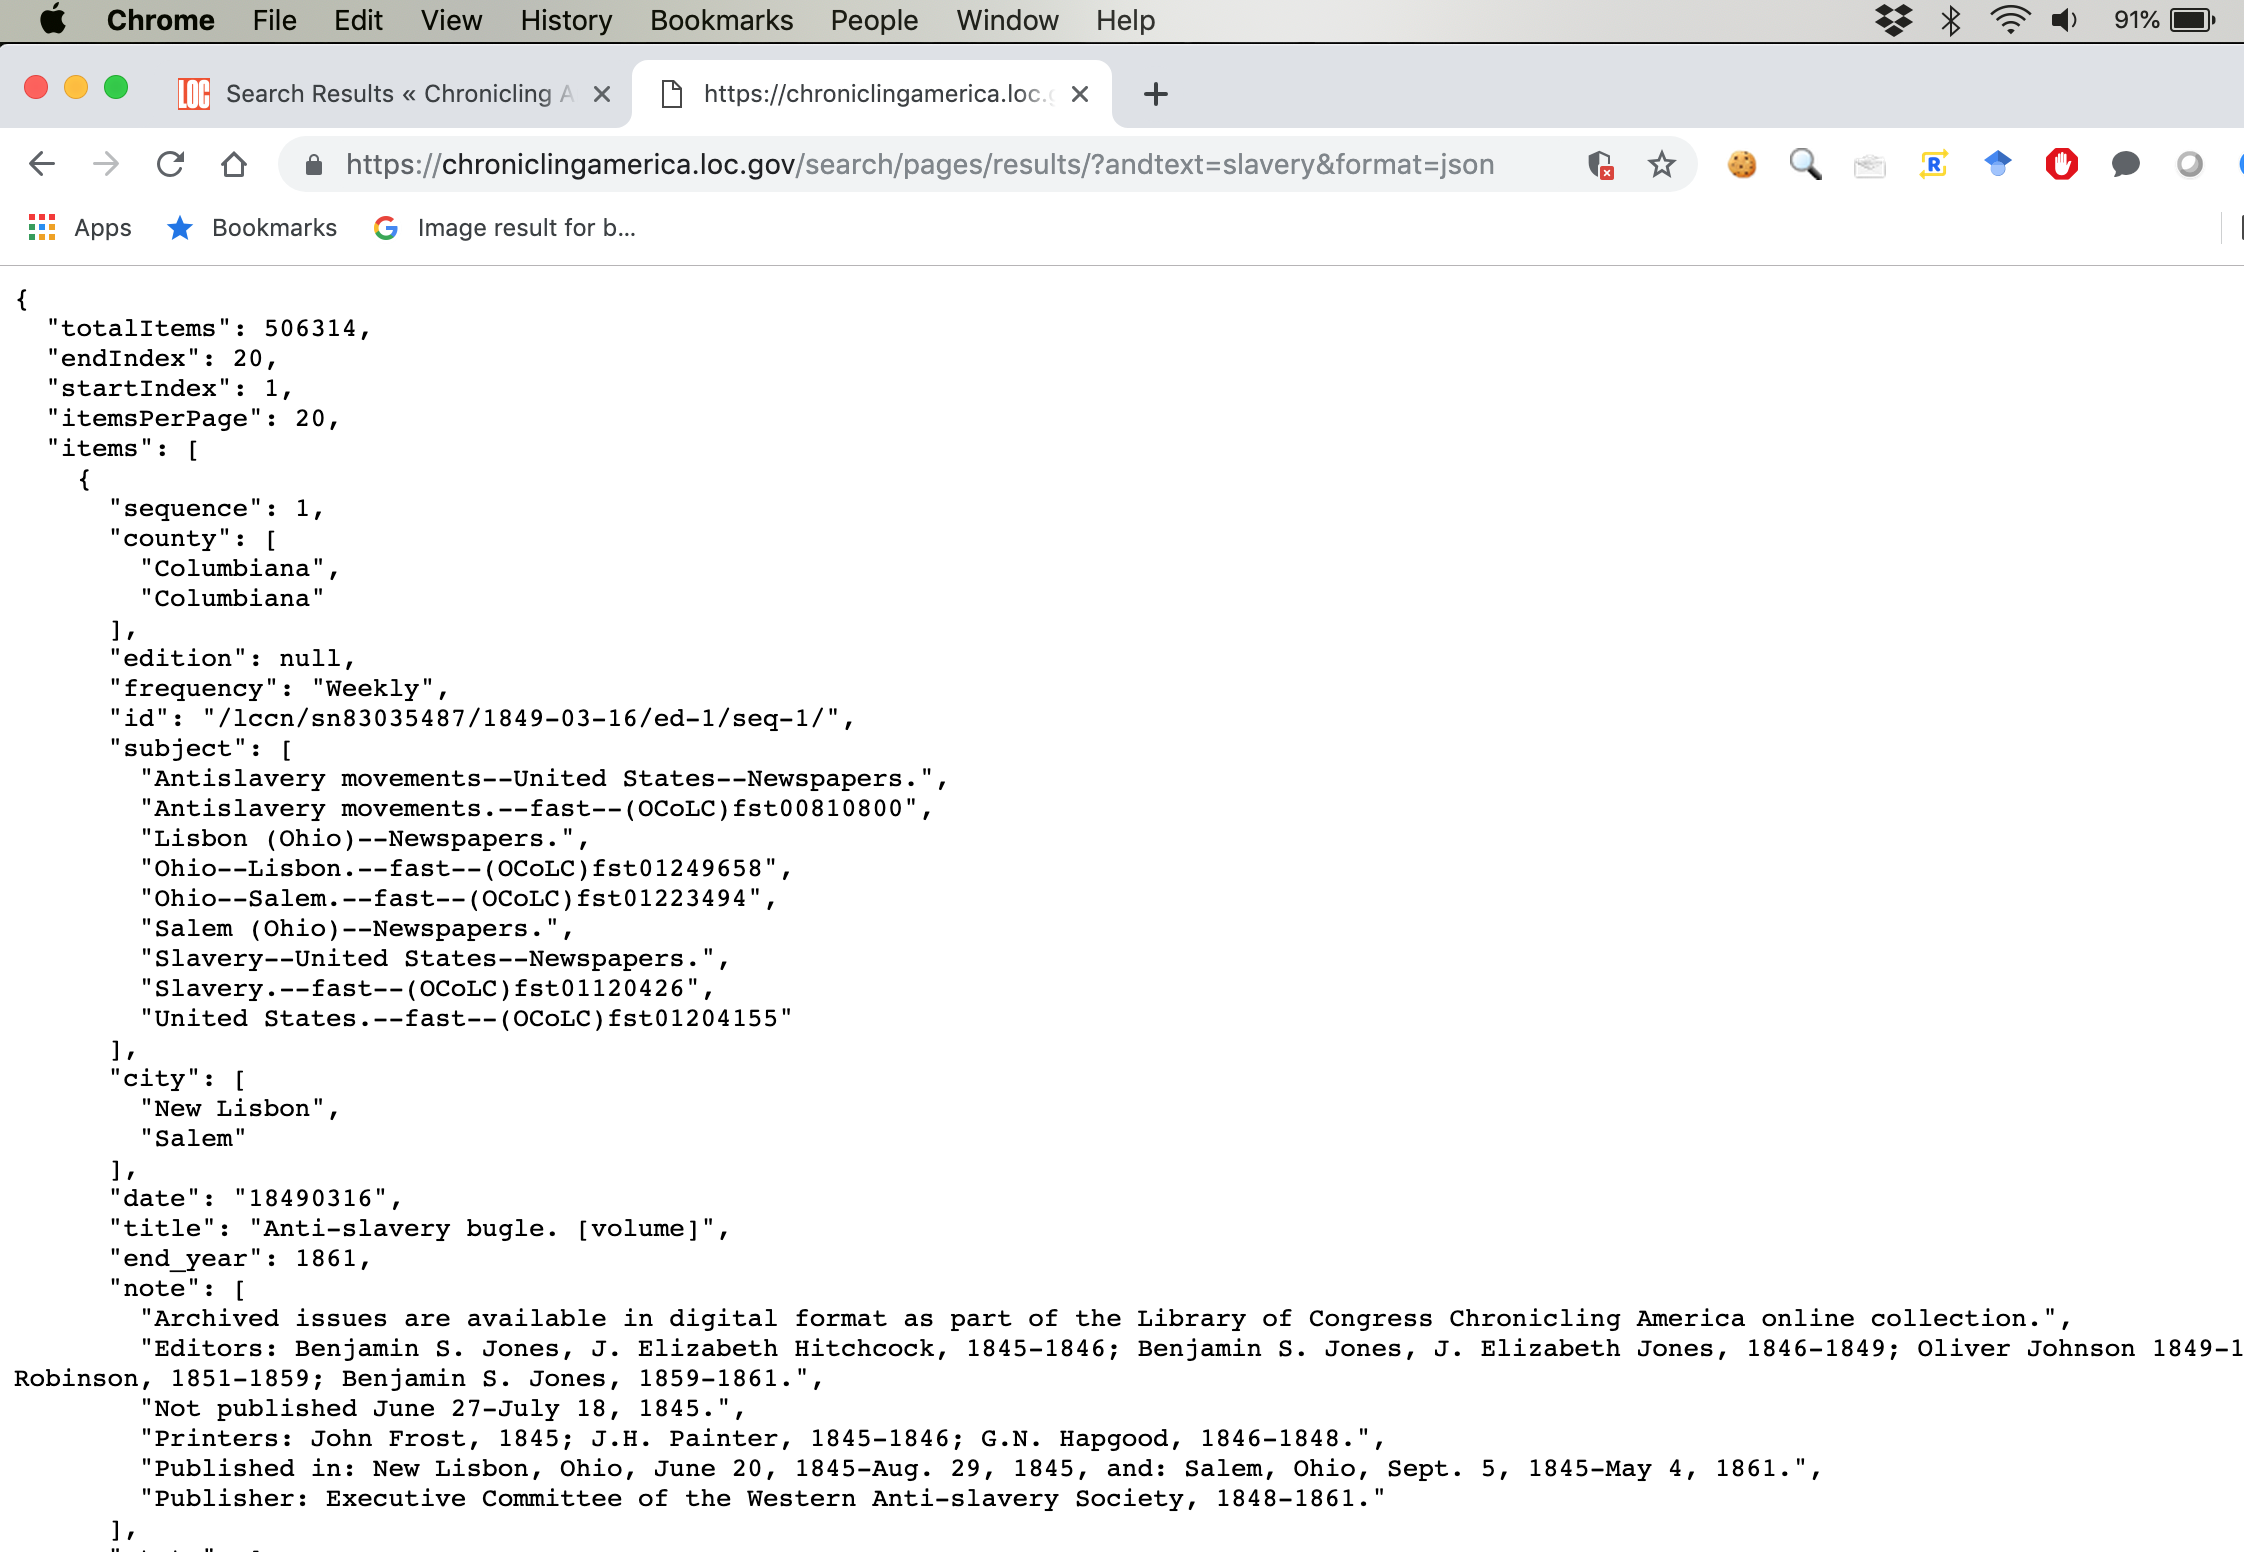 Chrome File Edit View History Bookmarks People Window Help 91%
LOC Search Results « Chronicling A https://chroniclingamerica.loc.g
https://chroniclingamerica.loc.gov/search/pages/results/?andtext=slavery&format=json
Apps Bookmarks Image result for b...
{
"totalItems": 506314,
"endIndex": 20,
"startIndex": 1,
"itemsPerPage": 20,
"items": [
{
"sequence": 1,
"county": [
"Columbiana",
"Columbiana"
],
"edition": null,
"frequency": "Weekly",
"id": "/lccn/sn83035487/1849-03-16/ed-1/seq-1/",
"subject": [
"Antislavery movements--United States--Newspapers.",
"Antislavery movements.--fast--(OCoLC)fst00810800",
"Lisbon (Ohio)--Newspapers.",
"Ohio--Lisbon.--fast--(OCoLC)fst01249658",
"Ohio--Salem.--fast--(OCoLC)fst01223494",
"Salem (Ohio)--Newspapers.",
"Slavery--United States--Newspapers.",
"Slavery.--fast--(OCoLC)fst01120426",
"United States.--fast--(OCoLC)fst01204155"
],
"city": [
"New Lisbon",
"Salem"
],
"date": "18490316",
"title": "Anti-slavery bugle. [volume]",
"end_year": 1861,
"note": [
"Archived issues are available in digital format as part of the Library of Congress Chronicling America online collection.",
"Editors: Benjamin S. Jones, J. Elizabeth Hitchcock, 1845-1846; Benjamin S. Jones, J. Elizabeth Jones, 1846-1849; Oliver Johnson 1849-1
Robinson, 1851-1859; Benjamin S. Jones, 1859-1861.",
"Not published June 27-July 18, 1845.",
"Printers: John Frost, 1845; J.H. Painter, 1845-1846; G.N. Hapgood, 1846-1848.",
"Published in: New Lisbon, Ohio, June 20, 1845-Aug. 29, 1845, and: Salem, Ohio, Sept. 5, 1845-May 4, 1861.",
"Publisher: Executive Committee of the Western Anti-slavery Society, 1848-1861."
],